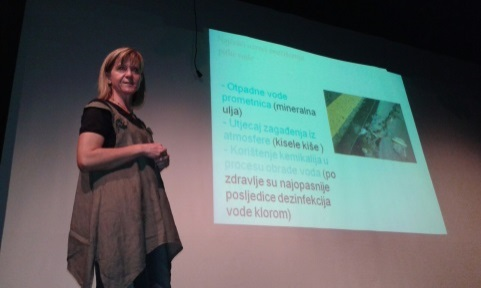 - Otpadne vode
prometnica (mineralna
ulja)
- Utjecaj zagađenja iz
atmosfere (kisele kiše )
- Korištenje kemikalija u
procesu obrade voda (po
zdravlje su najopasnije
posljedice dezinfekcija
vode klorom)